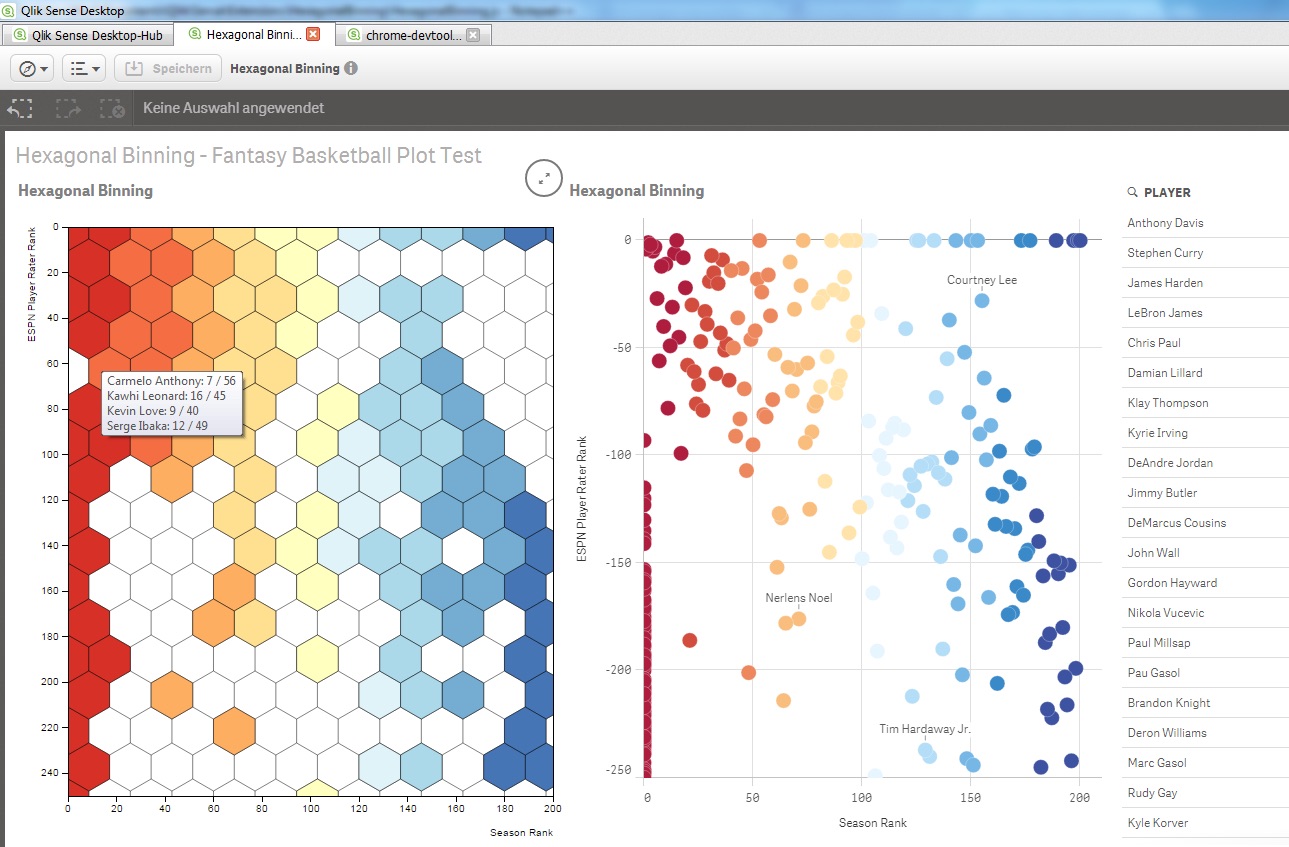 Qlik Sense Desktop
Qlik Sense Desktop-Hub
Hexagonal Binni...
chrome-devtool...
Speichern
Hexagonal Binning
Keine Auswahl angewendet
Hexagonal Binning - Fantasy Basketball Plot Test
Hexagonal Binning
ESPN Player Rater Rank
0
20
40
60
80
100
120
140
160
180
200
220
240
Carmelo Anthony: 7 / 56
Kawhi Leonard: 16 / 45
Kevin Love: 9 / 40
Serge Ibaka: 12 / 49
0 20 40 60 80 100 120 140 160 180 200
Season Rank
Hexagonal Binning
ESPN Player Rater Rank
0
-50
-100
-150
-200
-250
Courtney Lee
Nerlens Noel
Tim Hardaway Jr.
0 50 100 150 200
Season Rank
PLAYER
Anthony Davis
Stephen Curry
James Harden
LeBron James
Chris Paul
Damian Lillard
Klay Thompson
Kyrie Irving
DeAndre Jordan
Jimmy Butler
DeMarcus Cousins
John Wall
Gordon Hayward
Nikola Vucevic
Paul Millsap
Pau Gasol
Brandon Knight
Deron Williams
Marc Gasol
Rudy Gay
Kyle Korver